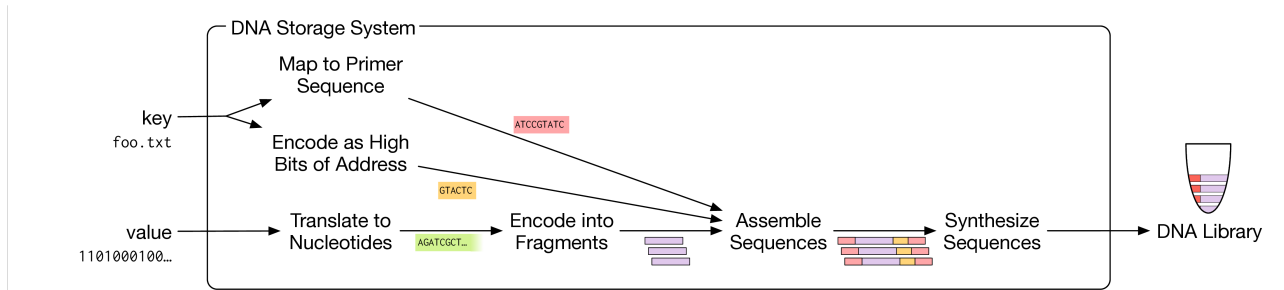 DNA Storage System
Map to Primer
Sequence
key
foo.txt
ATCCGTATC
Encode as High
Bits of Address
GTACTC
value
1101000100…
Translate to
Nucleotides
AGATCGCT…
Encode into
Fragments
Assemble
Sequences
Synthesize
Sequences
DNA Library